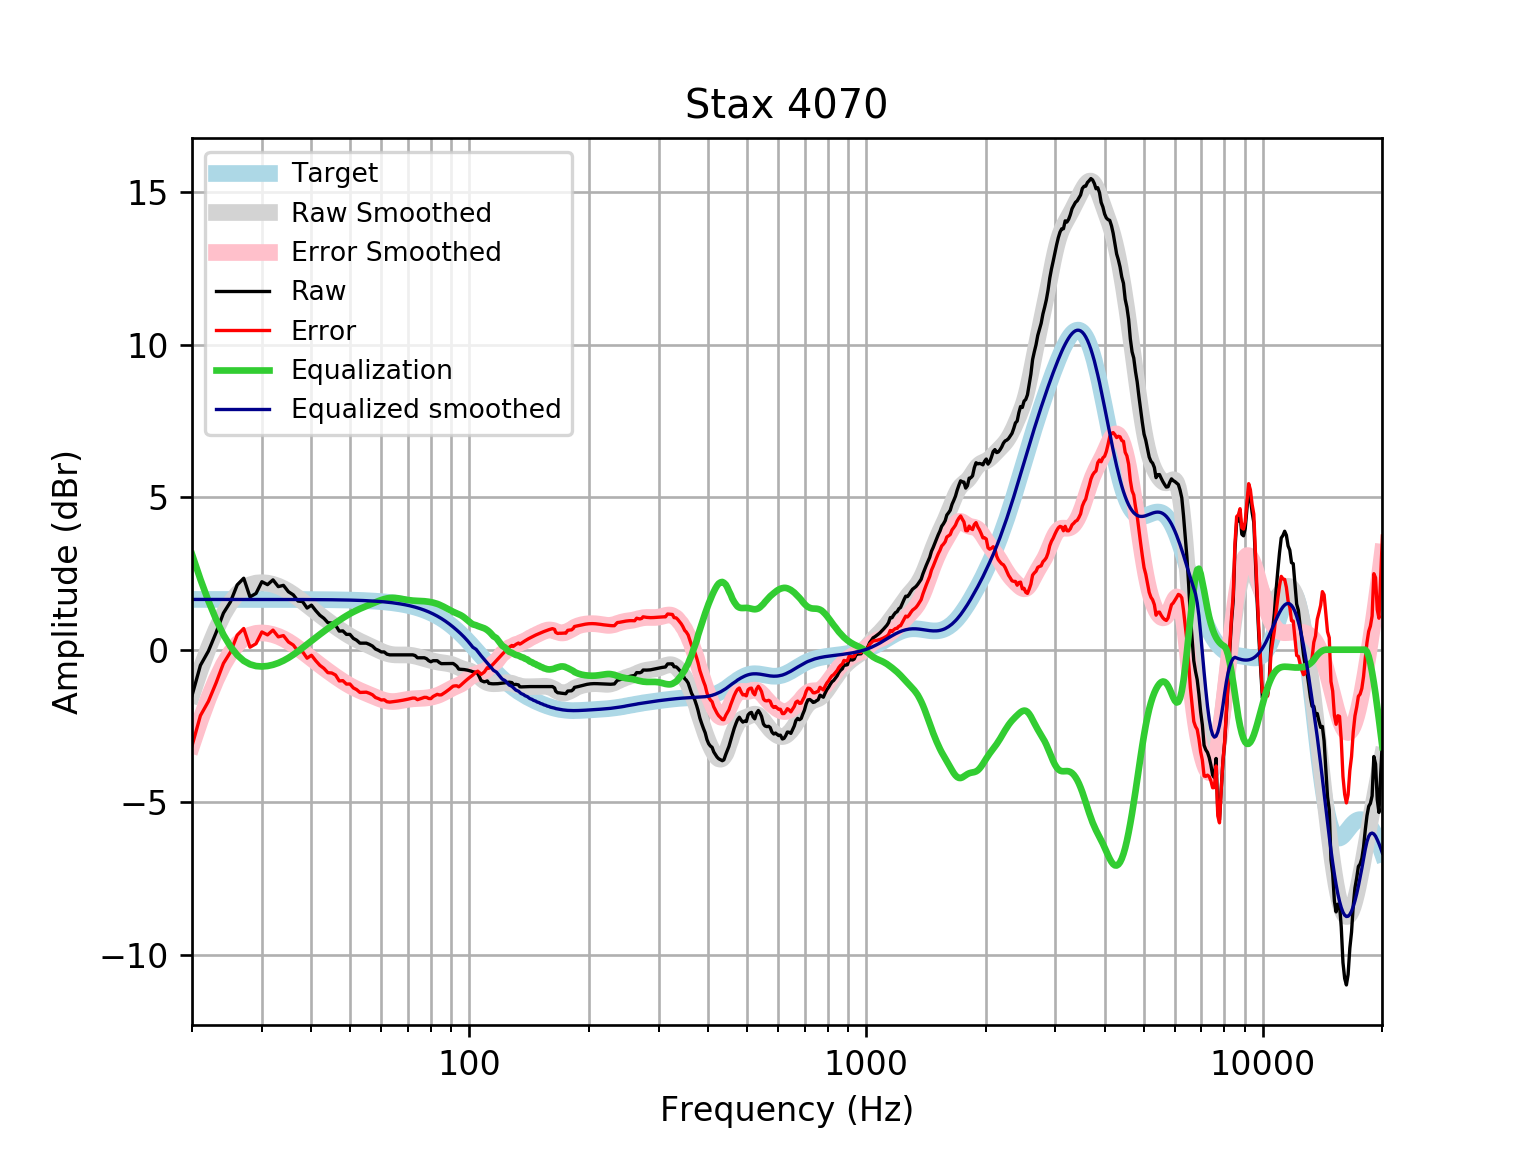 Stax 4070
Target
Raw Smoothed
Error Smoothed
Raw
Error
Equalization
Equalized smoothed
15
10
5
0
−5
−10
Amplitude (dBr)
100
1000
10000
Frequency (Hz)